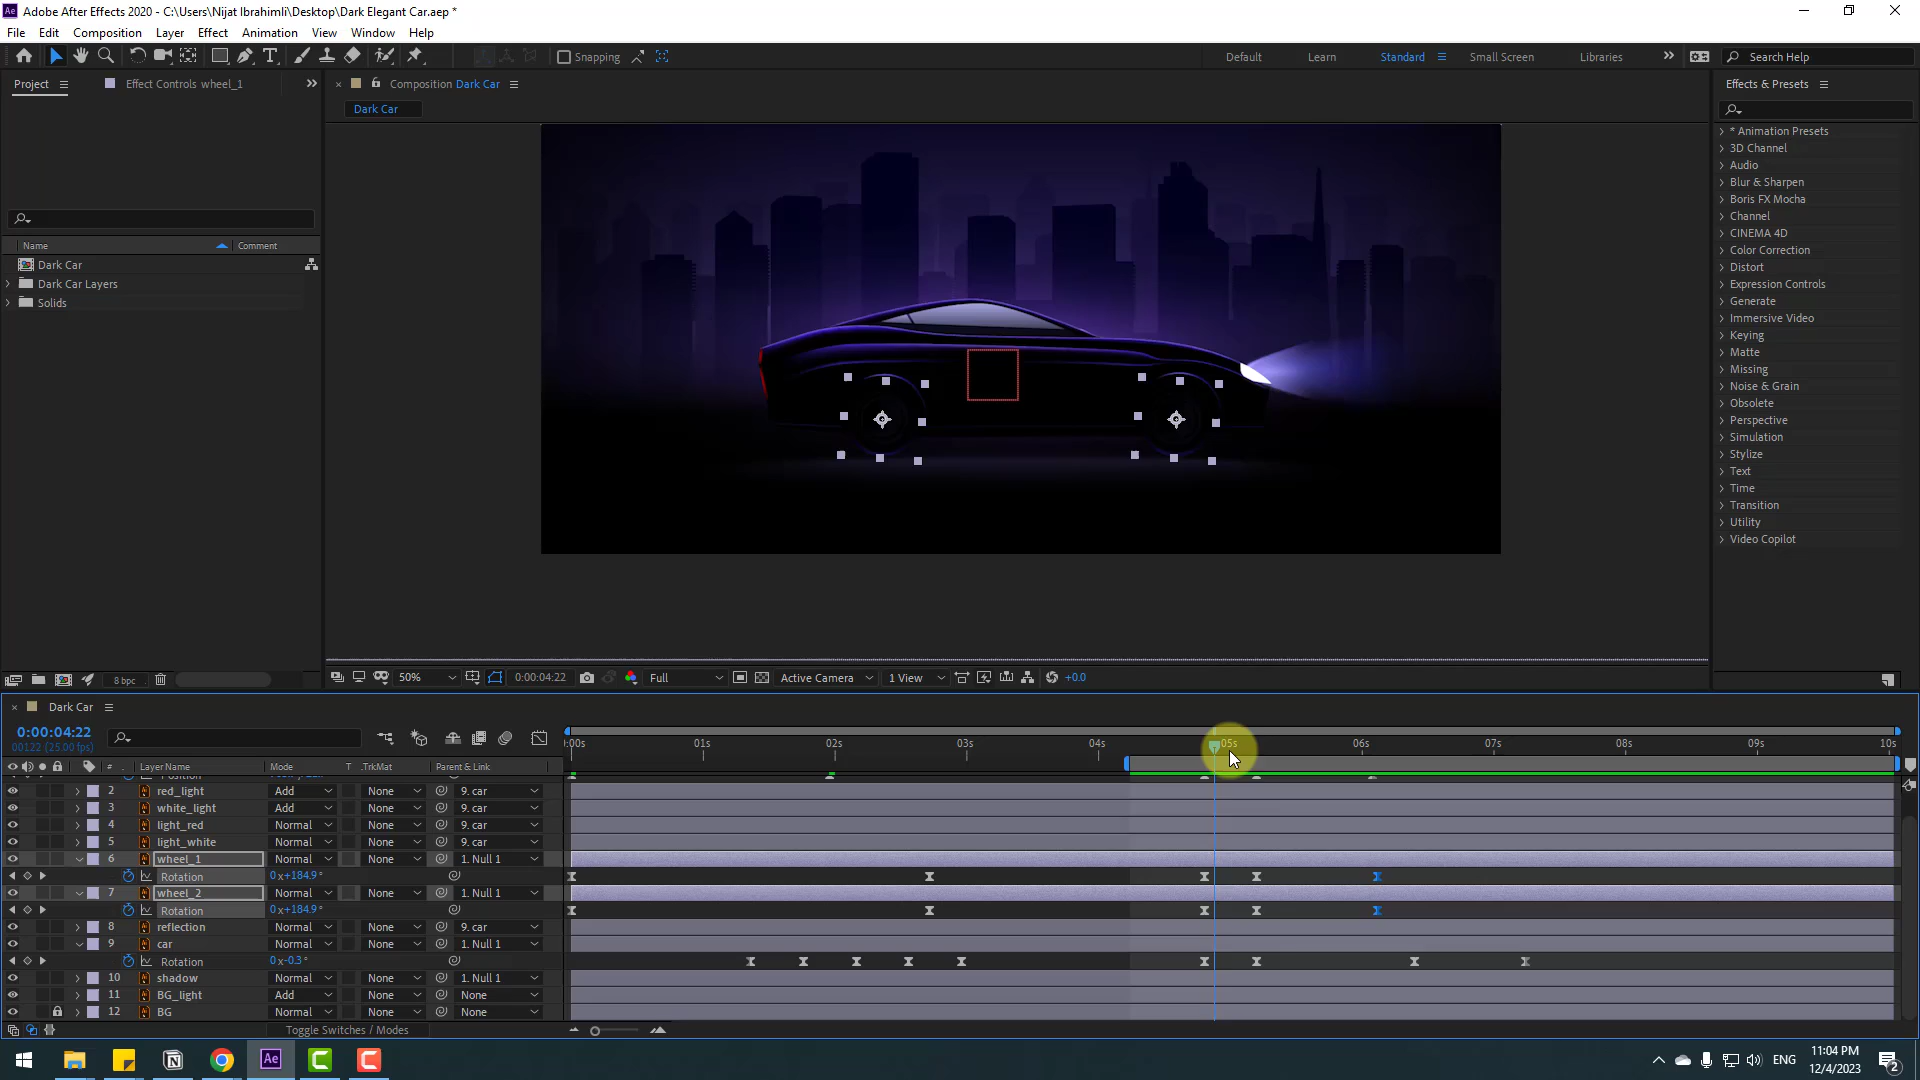 Adobe After Effects 2020 - C:\Users\Nijat Ibrahimli\Desktop\Dark Elegant Car.aep *
File Edit Composition Layer Effect Animation View Window Help
Snapping Default Learn Standard Small Screen Libraries Search Help
Project Effect Controls wheel_1
Composition Dark Car
Effects & Presets
Dark Car
Name Comment
Dark Car
Dark Car Layers
Solids
* Animation Presets
3D Channel
Audio
Blur & Sharpen
Boris FX Mocha
Channel
CINEMA 4D
Color Correction
Distort
Expression Controls
Generate
Immersive Video
Keying
Matte
Missing
Noise & Grain
Obsolete
Perspective
Simulation
Stylize
Text
Time
Transition
Utility
Video Copilot
8 bpc
50% 0:00:04:22 Full Active Camera 1 View +0.0
Dark Car
0:00:04:22
00122 (25.00 fps)
:00s 01s 02s 03s 04s 05s 06s 07s 08s 09s 10s
# Layer Name Mode T .TrkMat Parent & Link
Position
2 red_light Add None 9. car
3 white_light Add None 9. car
4 light_red Normal None 9. car
5 light_white Normal None 9. car
6 wheel_1 Normal None 1. Null 1
Rotation 0x+184.9°
7 wheel_2 Normal None 1. Null 1
Rotation 0x+184.9°
8 reflection Normal None 9. car
9 car Normal None 1. Null 1
Rotation 0x-0.3°
10 shadow Normal None 1. Null 1
11 BG_light Add None None
12 BG Normal None None
Toggle Switches / Modes
ENG
11:04 PM
12/4/2023
2